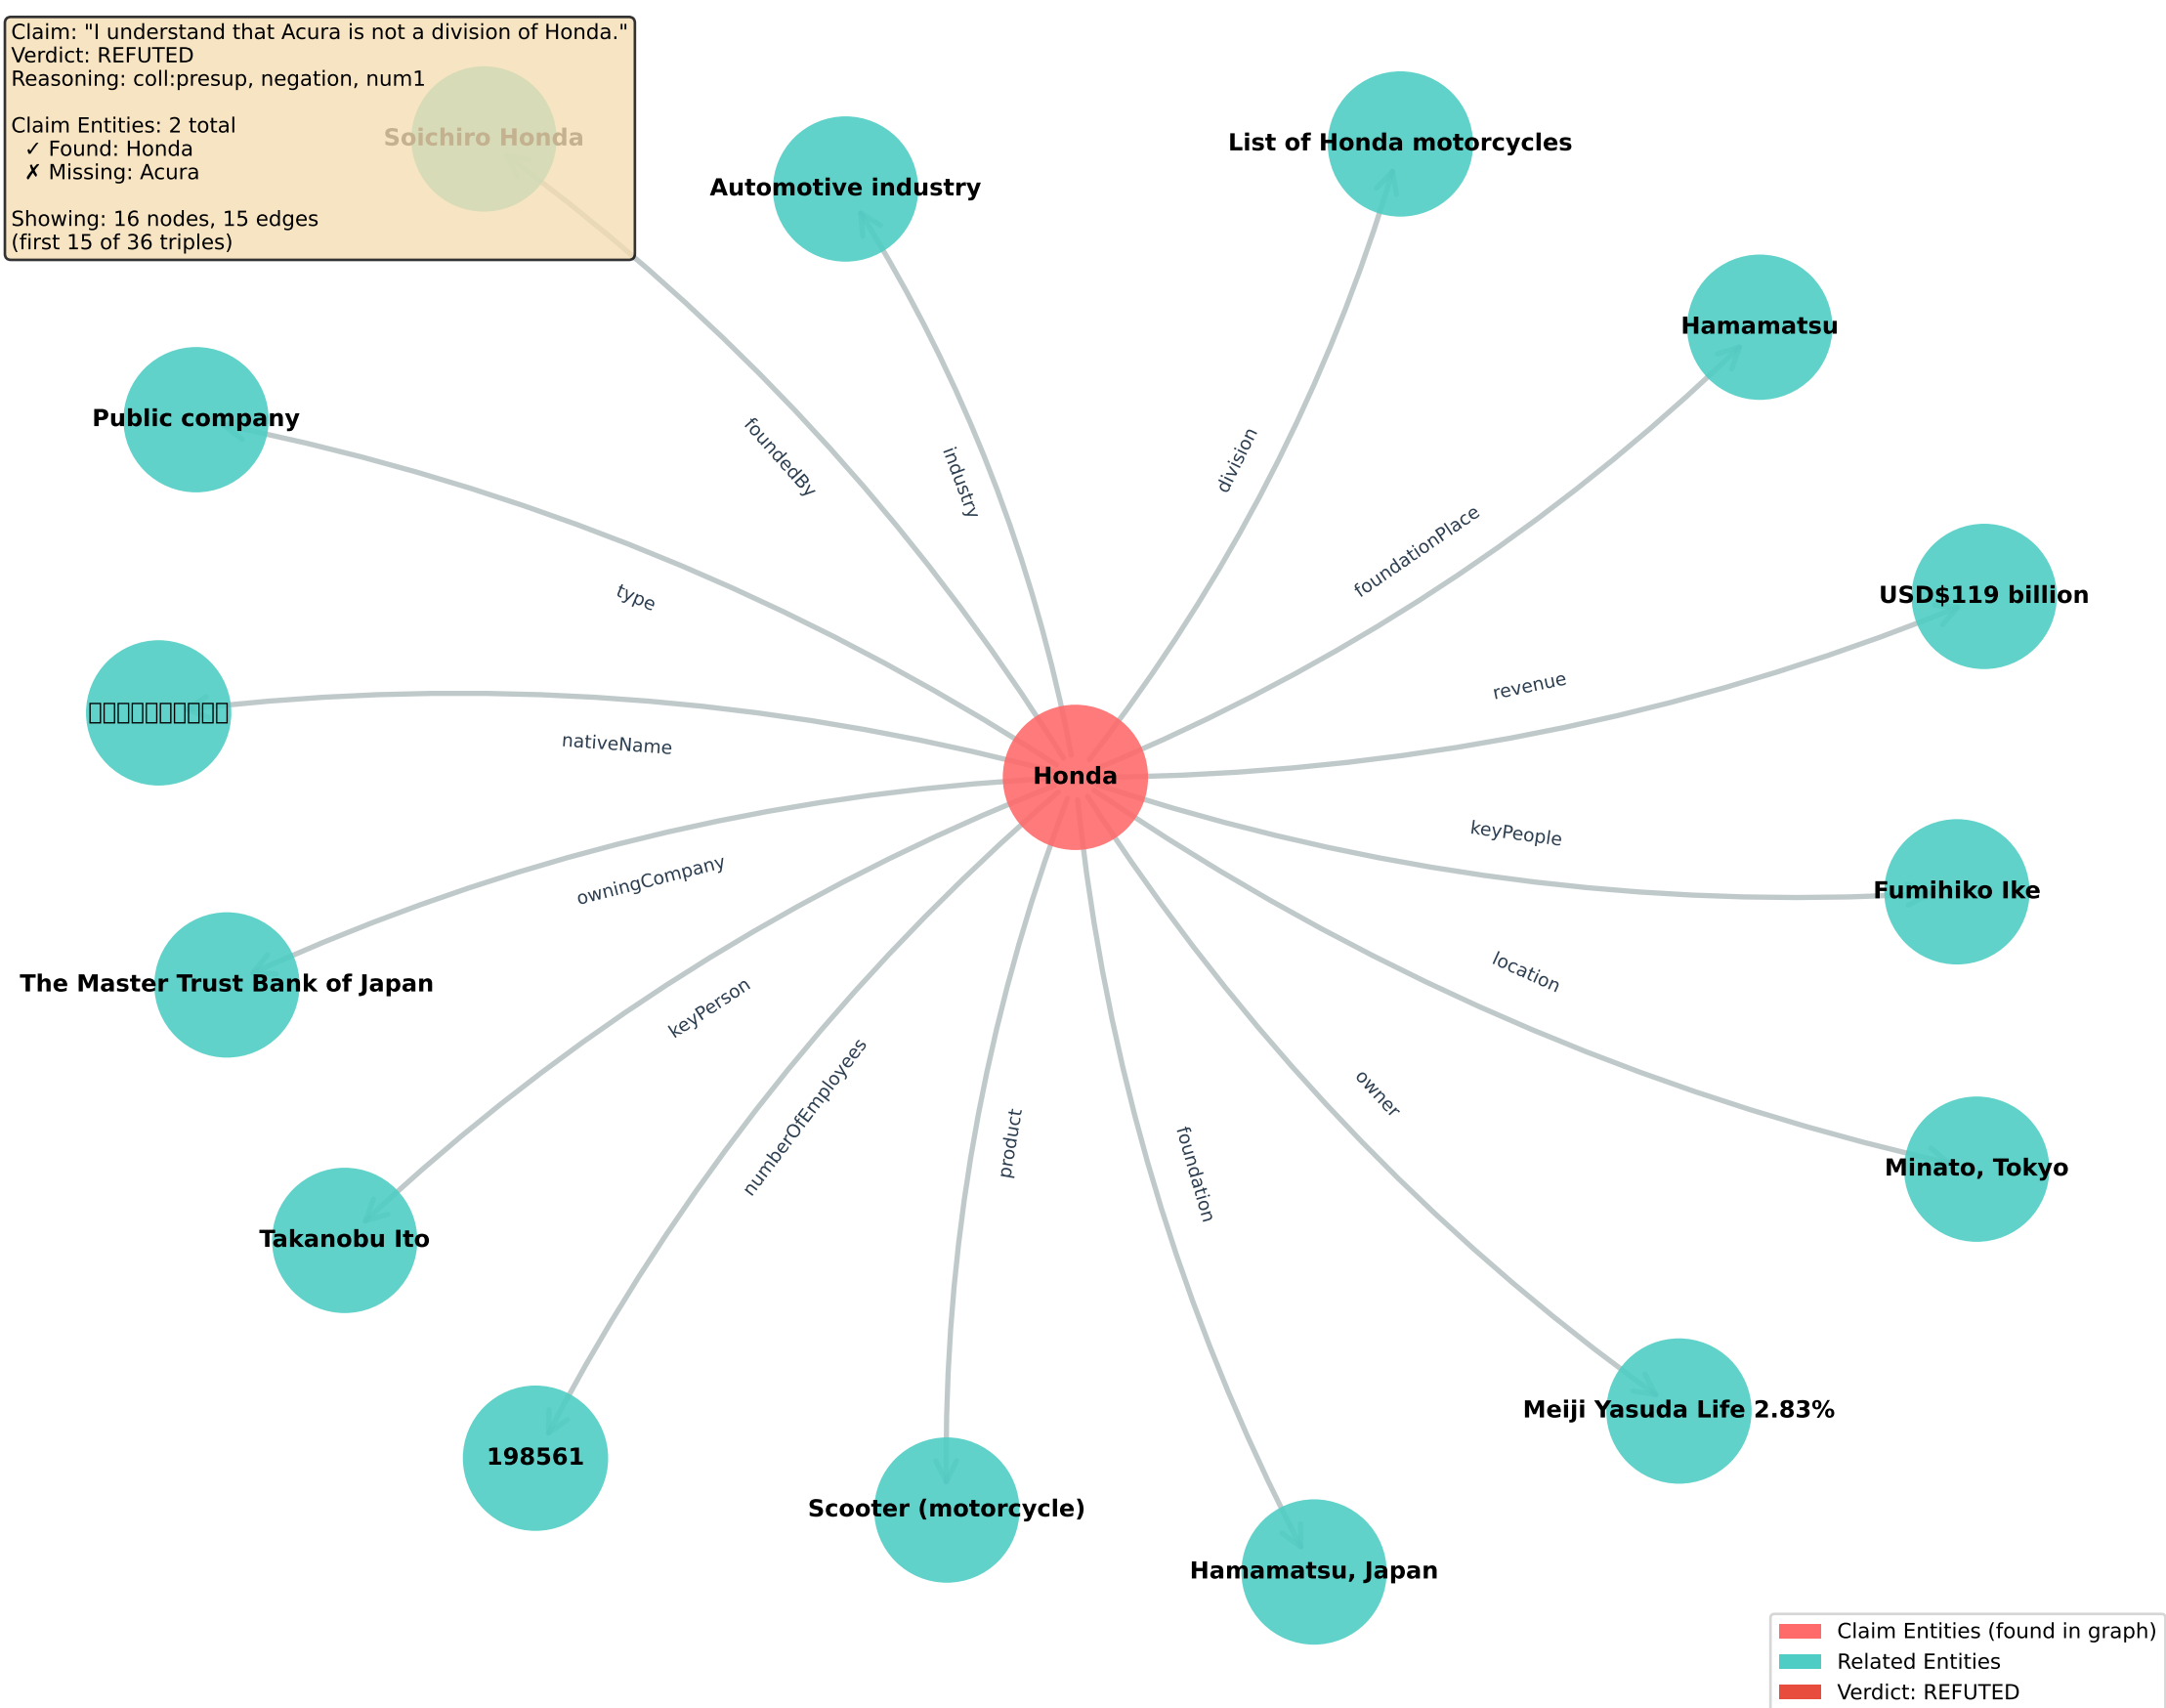 Claim: "I understand that Acura is not a division of Honda."
Verdict: REFUTED
Reasoning: coll:presup, negation, num1
Claim Entities: 2 total
✓ Found: Honda
✗ Missing: Acura
Showing: 16 nodes, 15 edges
(first 15 of 36 triples)
Soichiro Honda
Automotive industry
List of Honda motorcycles
Hamamatsu
Public company
USD$119 billion
foundedBy
industry
division
foundationPlace
type
revenue
nativeName
Honda
keyPeople
Fumihiko Ike
owningCompany
The Master Trust Bank of Japan
location
keyPerson
numberOfEmployees
owner
product
foundation
Minato, Tokyo
Takanobu Ito
Meiji Yasuda Life 2.83%
198561
Scooter (motorcycle)
Hamamatsu, Japan
Claim Entities (found in graph)
Related Entities
Verdict: REFUTED